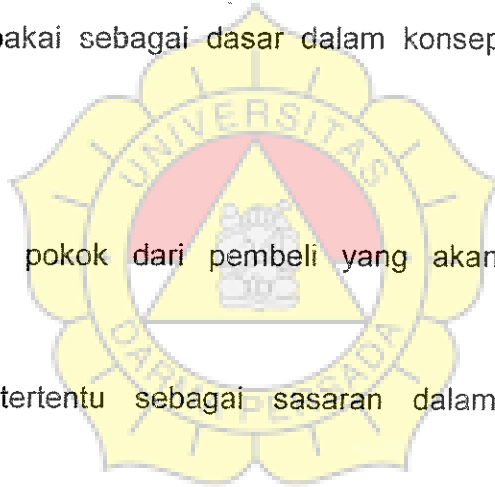 pakai sebagai dasar dalam konsep
UNIVERSITAS
pokok dari pembeli yang akan
DARMA PERSADA
tertentu sebagai sasaran dalam